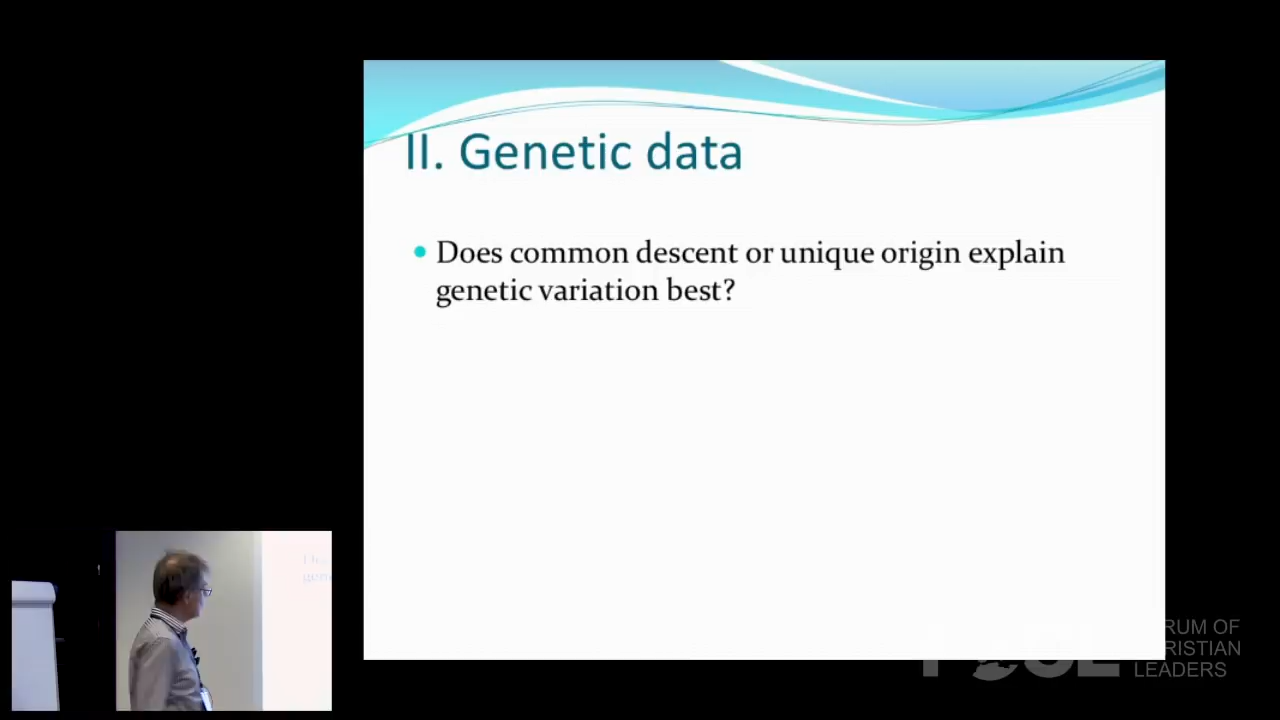 II. Genetic data
Does common descent or unique origin explain
genetic variation best?
RUM OF
RISTIAN
LEADERS